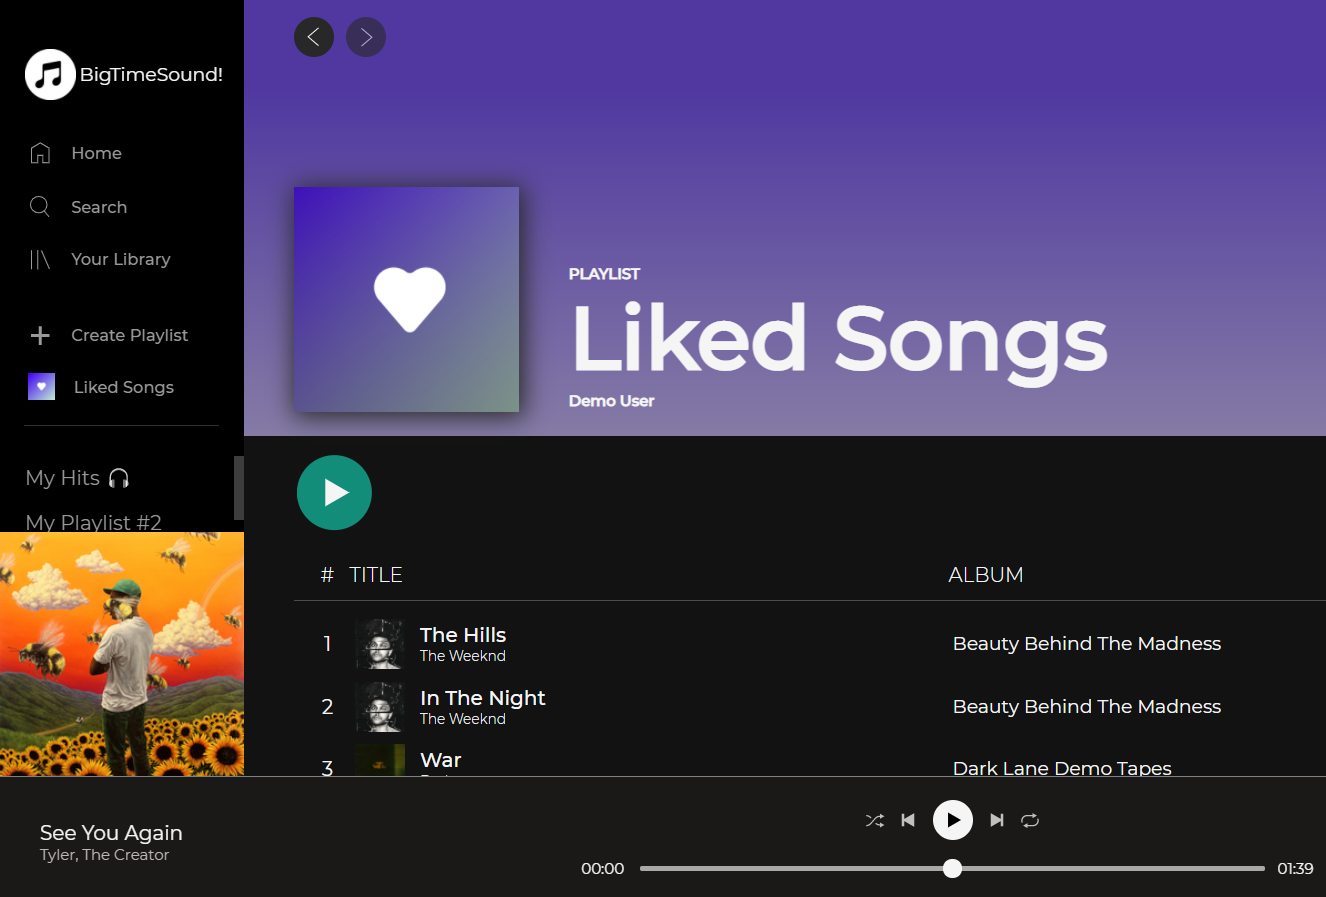 BigTimeSound!
Home
Search
Your Library
Create Playlist
Liked Songs
My Hits 🎧
My Playlist #2
PLAYLIST
Liked Songs
Demo User
# TITLE ALBUM
1 The Hills Beauty Behind The Madness
The Weeknd
2 In The Night Beauty Behind The Madness
The Weeknd
3 War Dark Lane Demo Tapes
See You Again
Tyler, The Creator
00:00 01:39